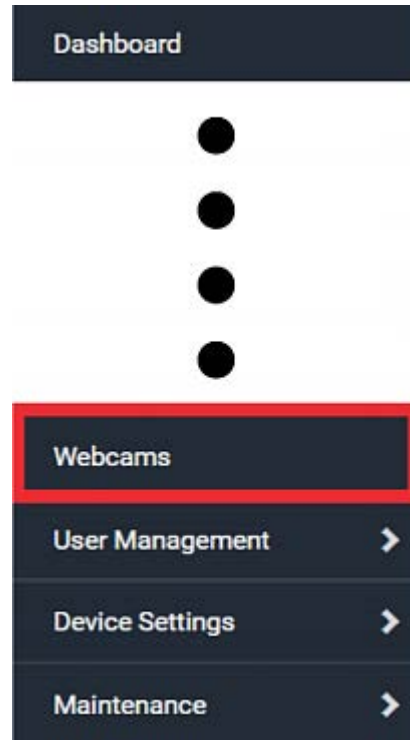 Dashboard
Webcams
User Management
Device Settings
Maintenance